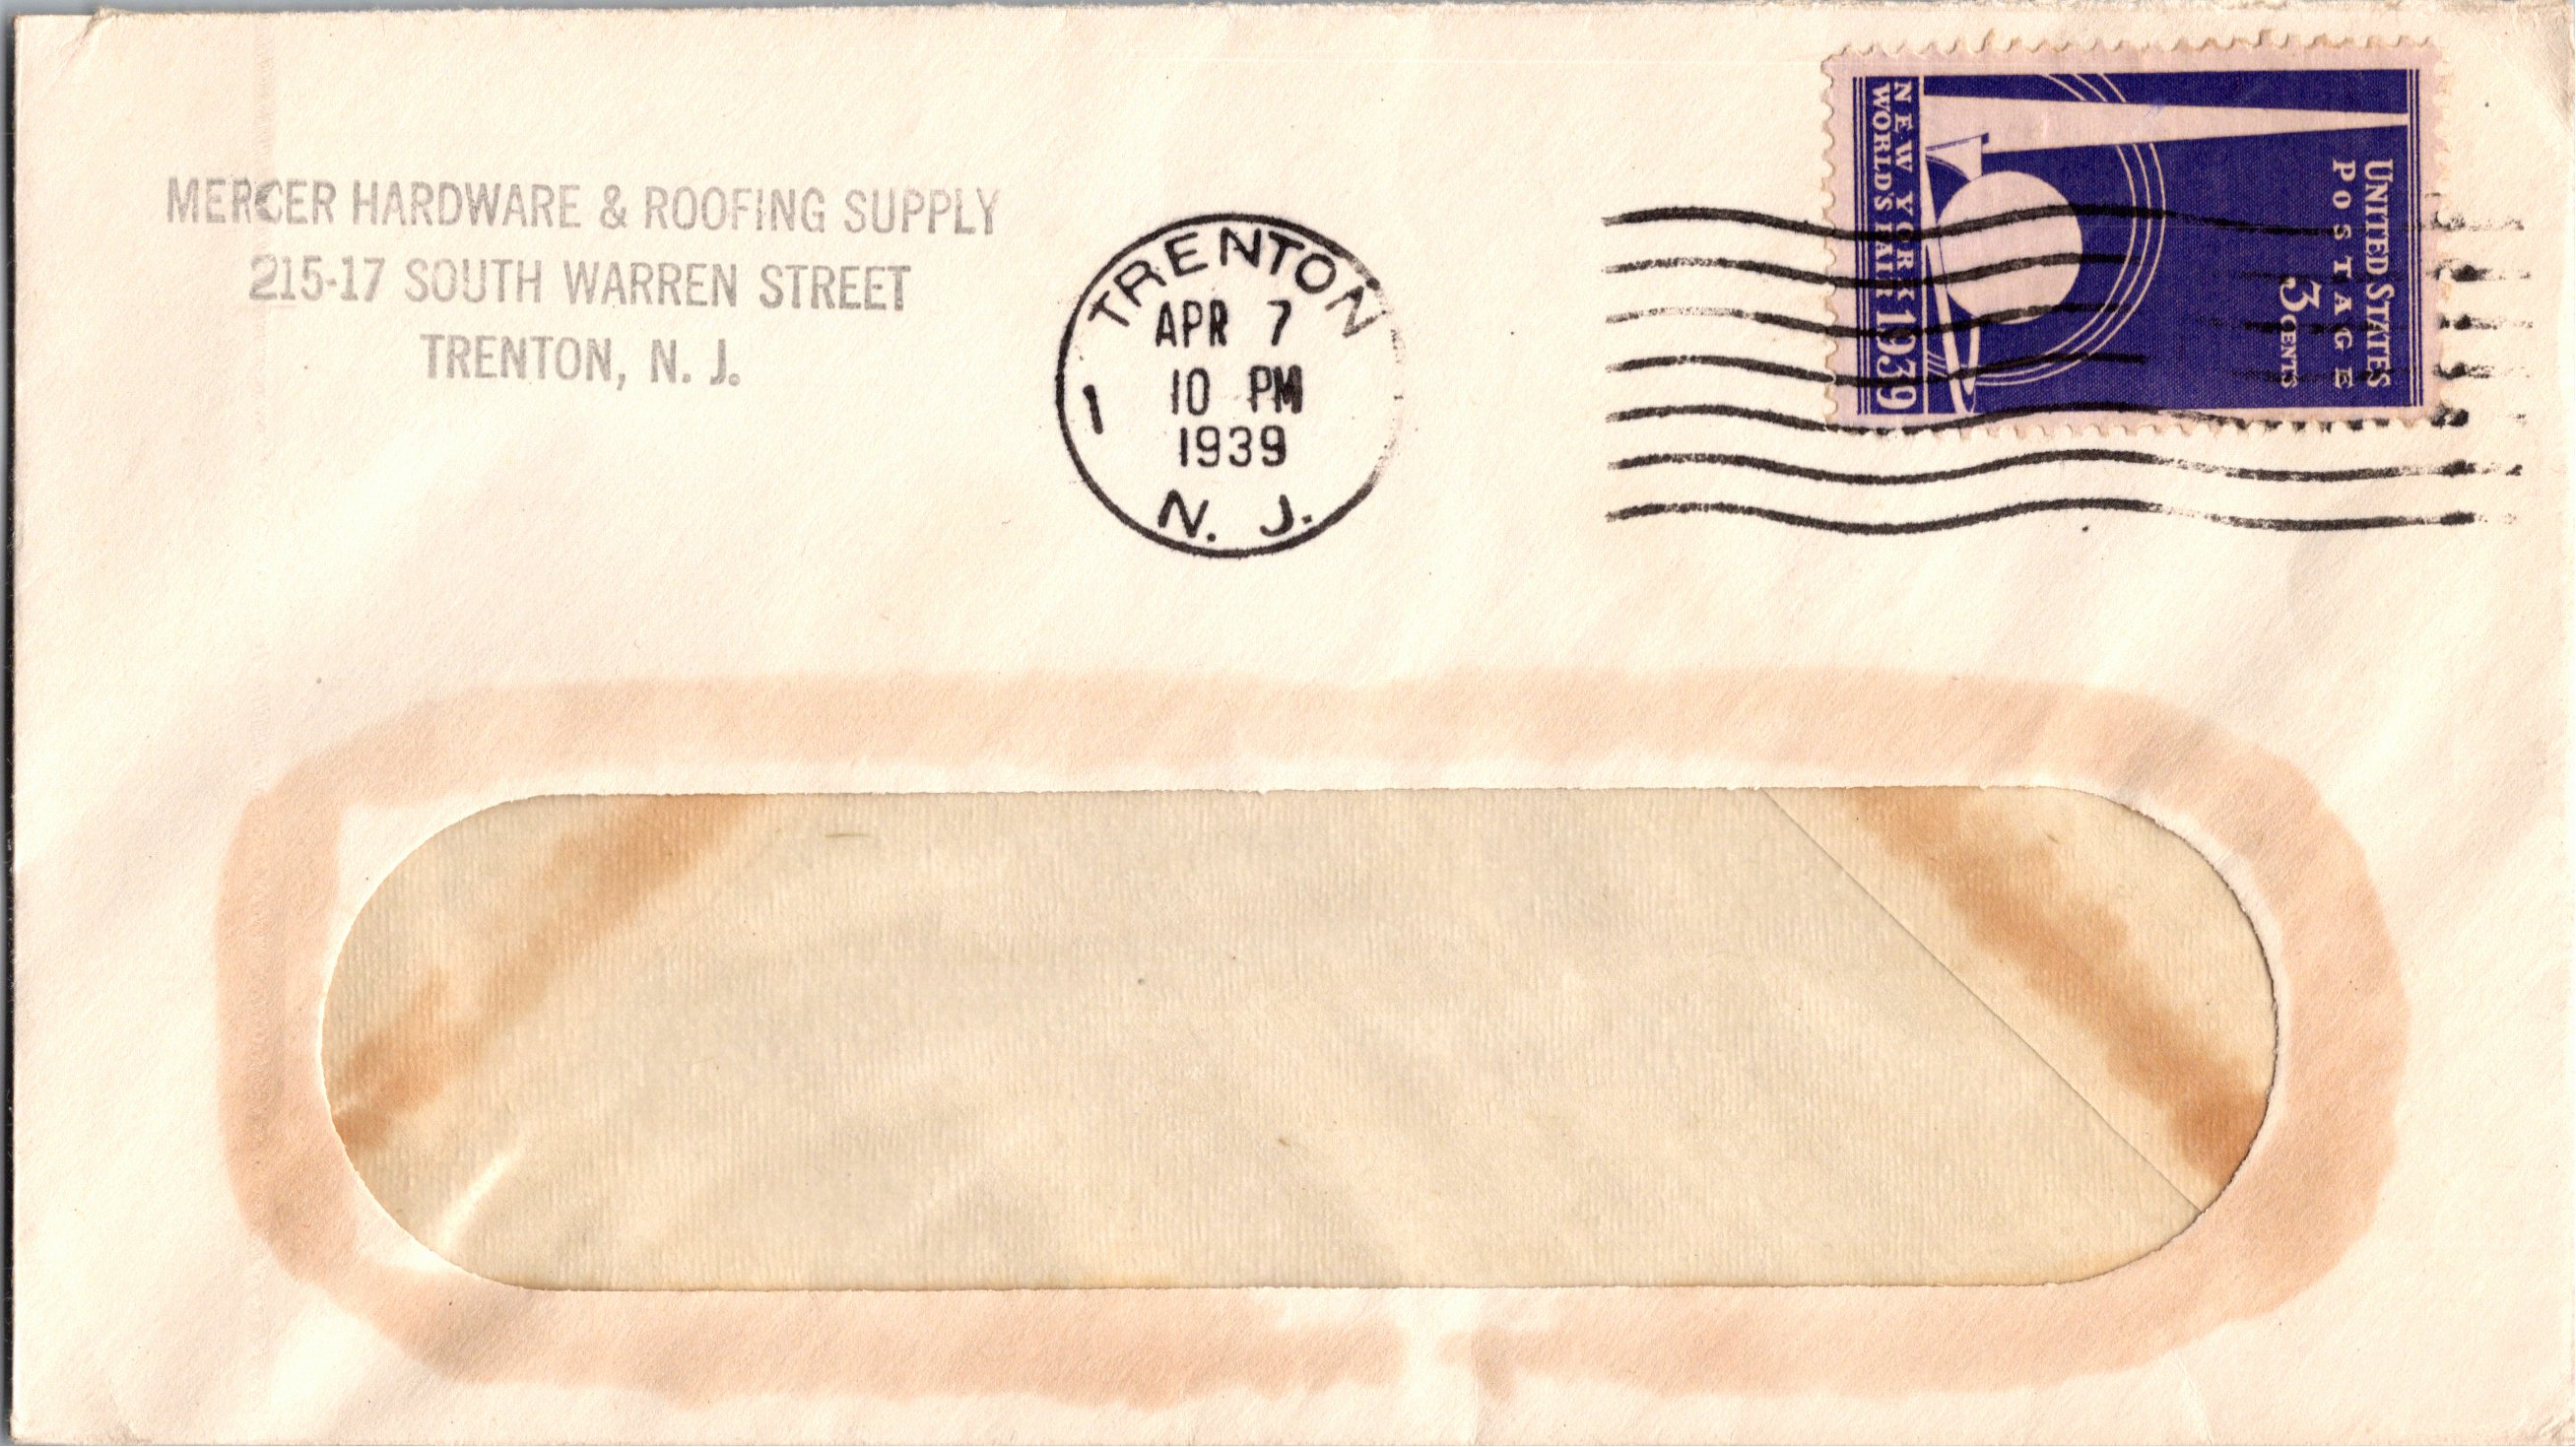 MERCER HARDWARE & ROOFING SUPPLY
215-17 SOUTH WARREN STREET
TRENTON, N. J.
TRENTON
APR 7
10 PM
1
1939
N. J.
UNITED STATES
POSTAGE
3 CENTS
NEW YORK
WORLD'S FAIR 1939